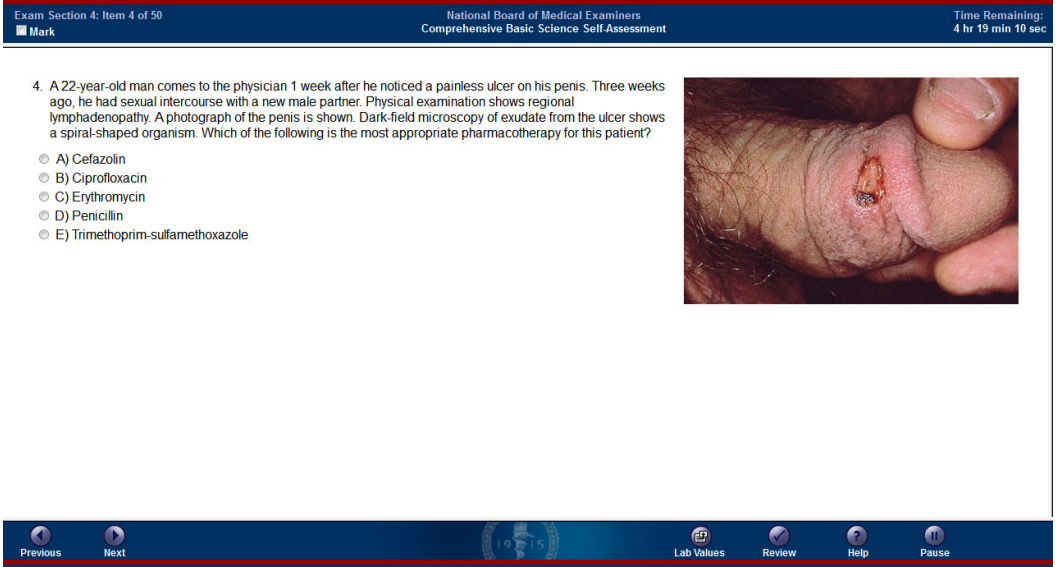 Exam Section 4: Item 4 of 50
National Board of Medical Examiners
Time Remaining:
Mark
Comprehensive Basic Science Self-Assessment
4 hr 19 min 10 sec
4. A 22-year-old man comes to the physician 1 week after he noticed a painless ulcer on his penis. Three weeks
ago, he had sexual intercourse with a new male partner. Physical examination shows regional
lymphadenopathy. A photograph of the penis is shown. Dark-field microscopy of exudate from the ulcer shows
a spiral-shaped organism. Which of the following is the most appropriate pharmacotherapy for this patient?
A) Cefazolin
B) Ciprofloxacin
C) Erythromycin
D) Penicillin
E) Trimethoprim-sulfamethoxazole
19 15
Previous
Next
Lab Values
Review
Help
Pause